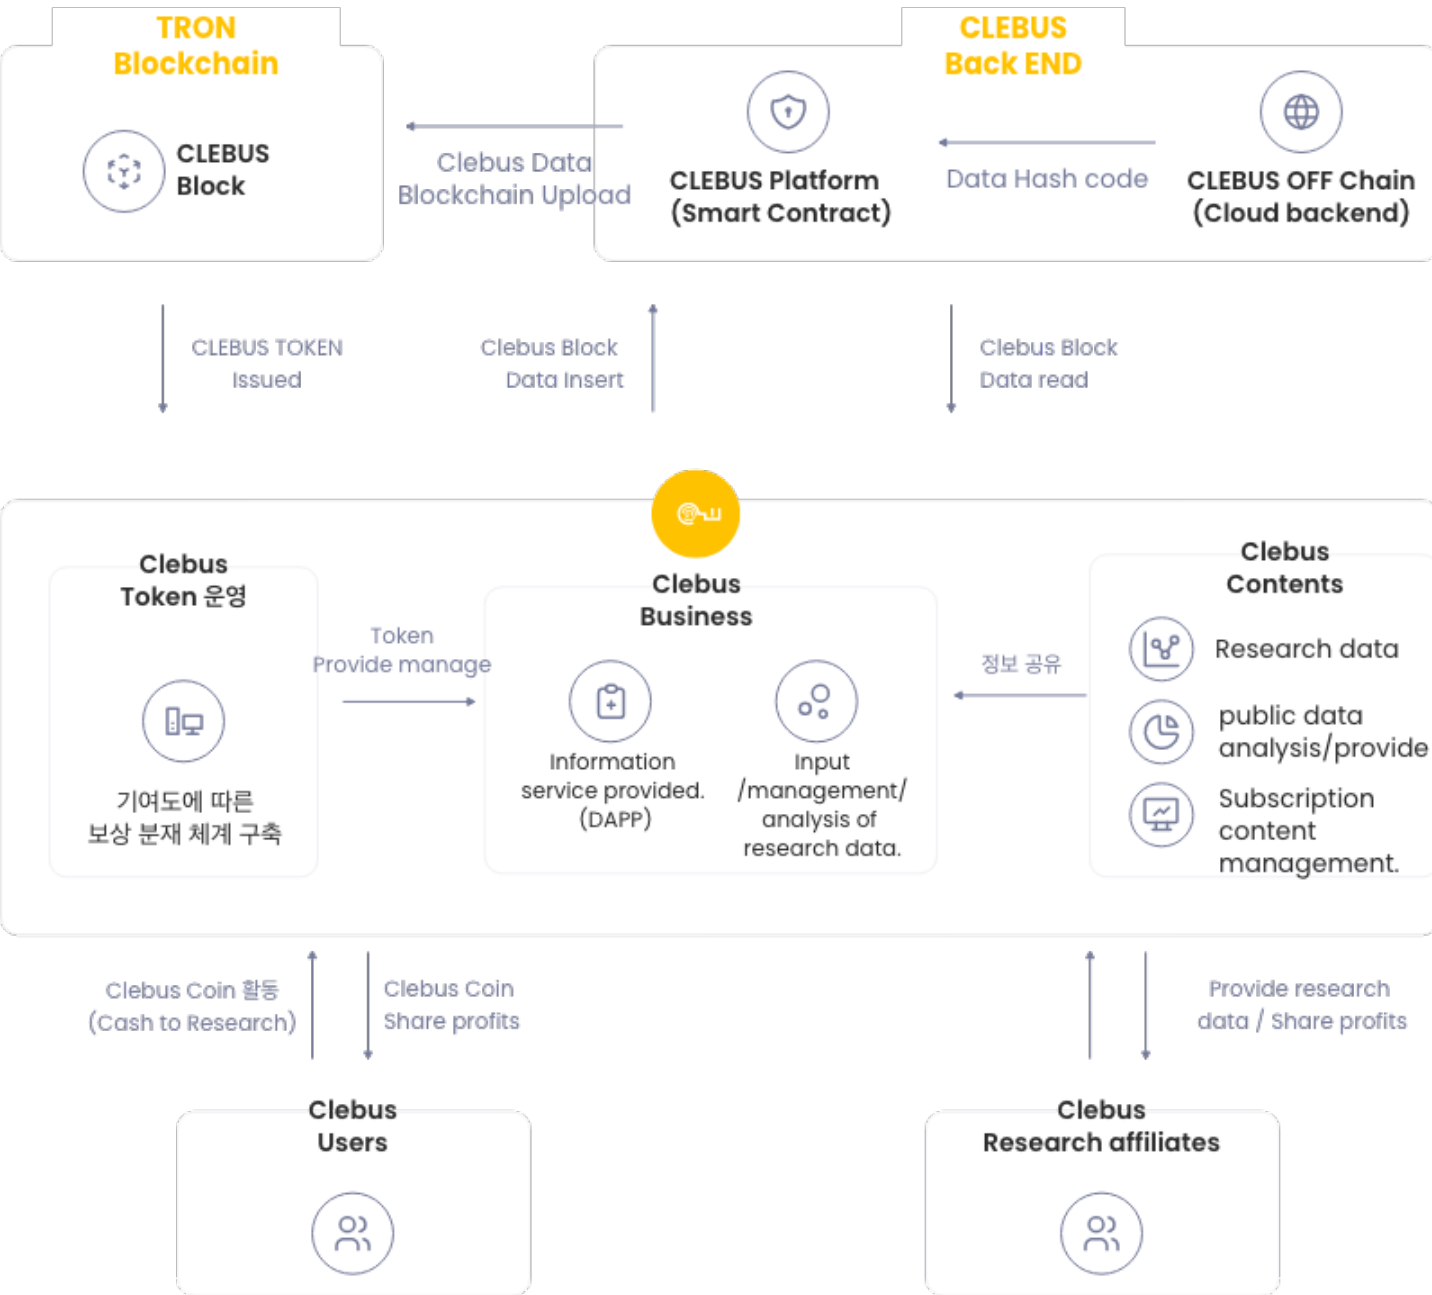 TRON
Blockchain
CLEBUS
Back END
CLEBUS
Block
Clebus Data
Blockchain Upload
CLEBUS Platform
(Smart Contract)
Data Hash code
CLEBUS OFF Chain
(Cloud backend)
CLEBUS TOKEN
Issued
Clebus Block
Data Insert
Clebus Block
Data read
Clebus
Token 운영
기여도에 따른
보상 분재 체계 구축
Token
Provide manage
Clebus
Business
Information
service provided.
(DAPP)
Input
/management/
analysis of
research data.
정보 공유
Clebus
Contents
Research data
public data
analysis/provide
Subscription
content
management.
Clebus Coin 활동
(Cash to Research)
Clebus Coin
Share profits
Provide research
data / Share profits
Clebus
Users
Clebus
Research affiliates